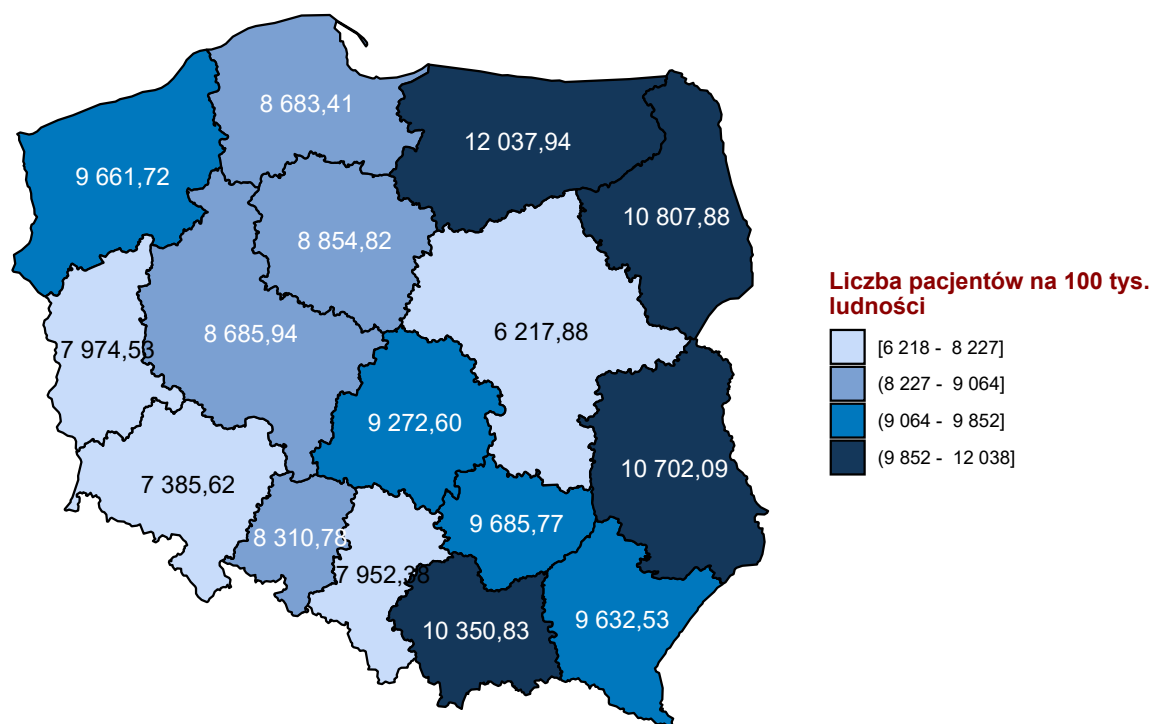 8 683,41
12 037,94
9 661,72
10 807,88
8 854,82
Liczba pacjentów na 100 tys.
ludności
8 685,94
6 217,88
7 974,53
[6 218 - 8 227]
(8 227 - 9 064]
(9 064 - 9 852]
(9 852 - 12 038]
9 272,60
10 702,09
7 385,62
9 685,77
8 310,78
7 952,38
9 632,53
10 350,83